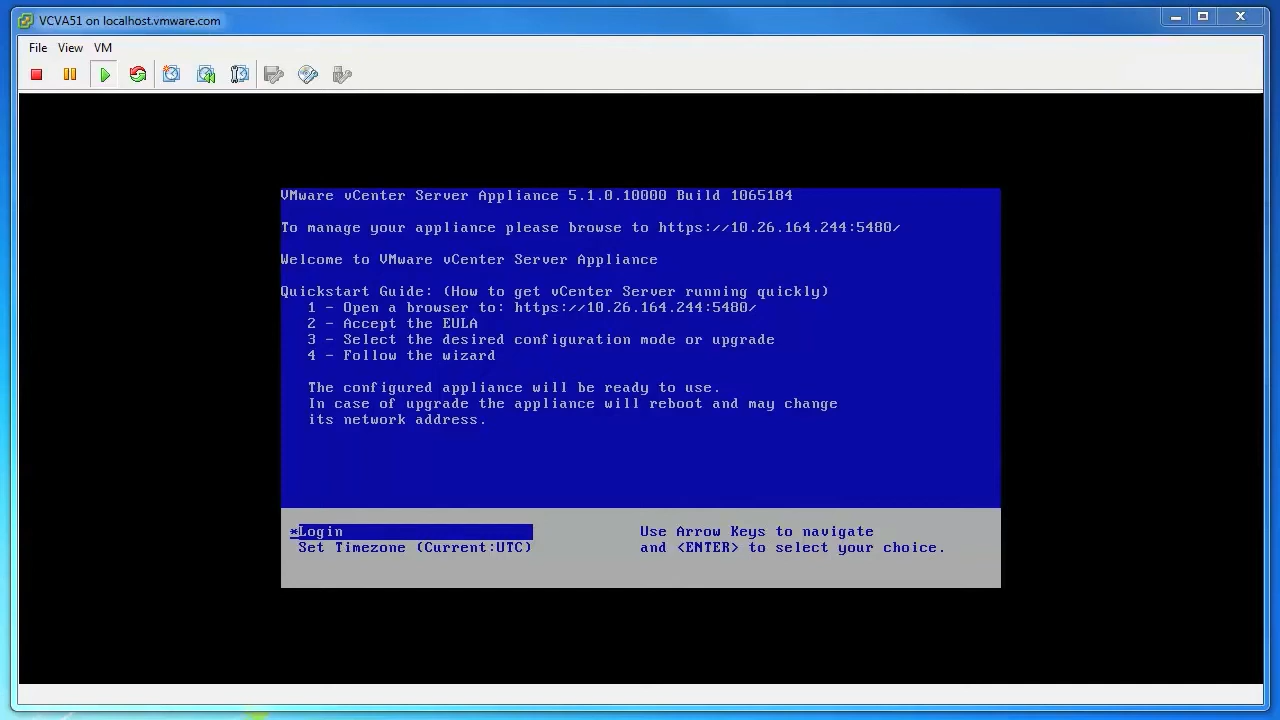 VCVA51 on localhost.vmware.com
File View VM
VMware vCenter Server Appliance 5.1.0.10000 Build 1065184
To manage your appliance please browse to https://10.26.164.244:5480/
Welcome to VMware vCenter Server Appliance
Quickstart Guide: (How to get vCenter Server running quickly)
1 - Open a browser to: https://10.26.164.244:5480/
2 - Accept the EULA
3 - Select the desired configuration mode or upgrade
4 - Follow the wizard
The configured appliance will be ready to use.
In case of upgrade the appliance will reboot and may change
its network address.
*Login
Set Timezone (Current:UTC)
Use Arrow Keys to navigate
and <ENTER> to select your choice.